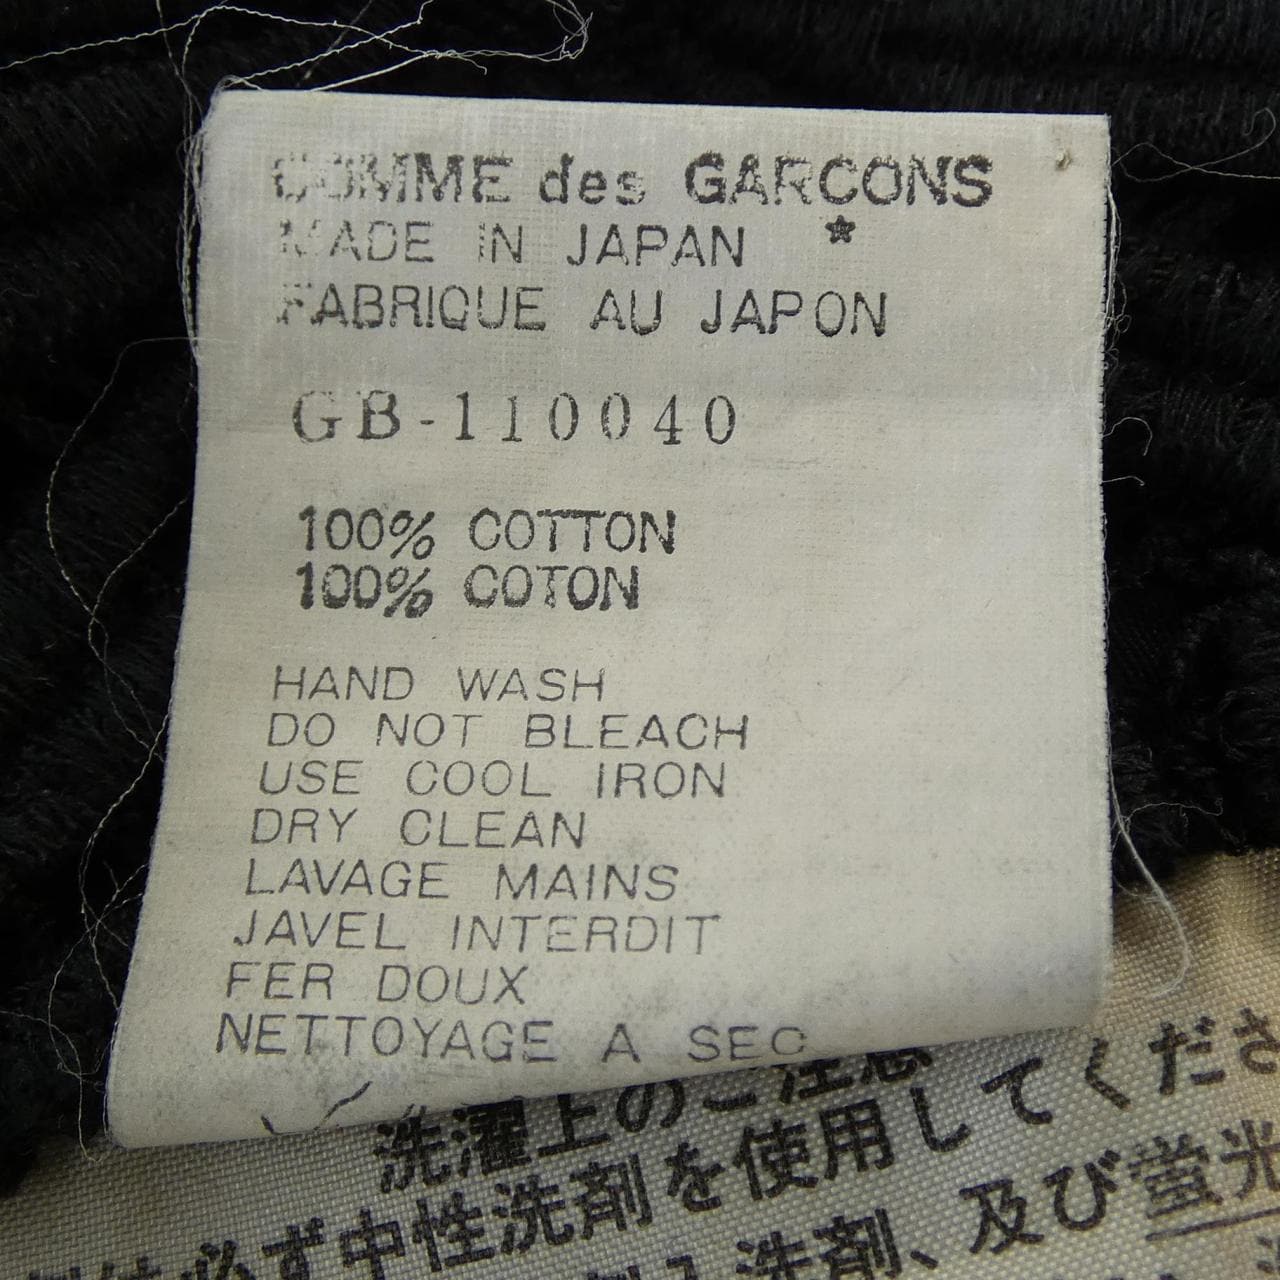 COMME des GARCONS
★
MADE IN JAPAN
FABRIQUE AU JAPON
GB-110040
100% COTTON
100% COTON
HAND WASH
DO NOT BLEACH
USE COOL IRON
DRY CLEAN
LAVAGE MAINS
JAVEL INTERDIT
FER DOUX
NETTOYAGE A SEC
洗濯上のご注意
必ず中性洗剤を使用してくださ
洗剤、及び蛍光